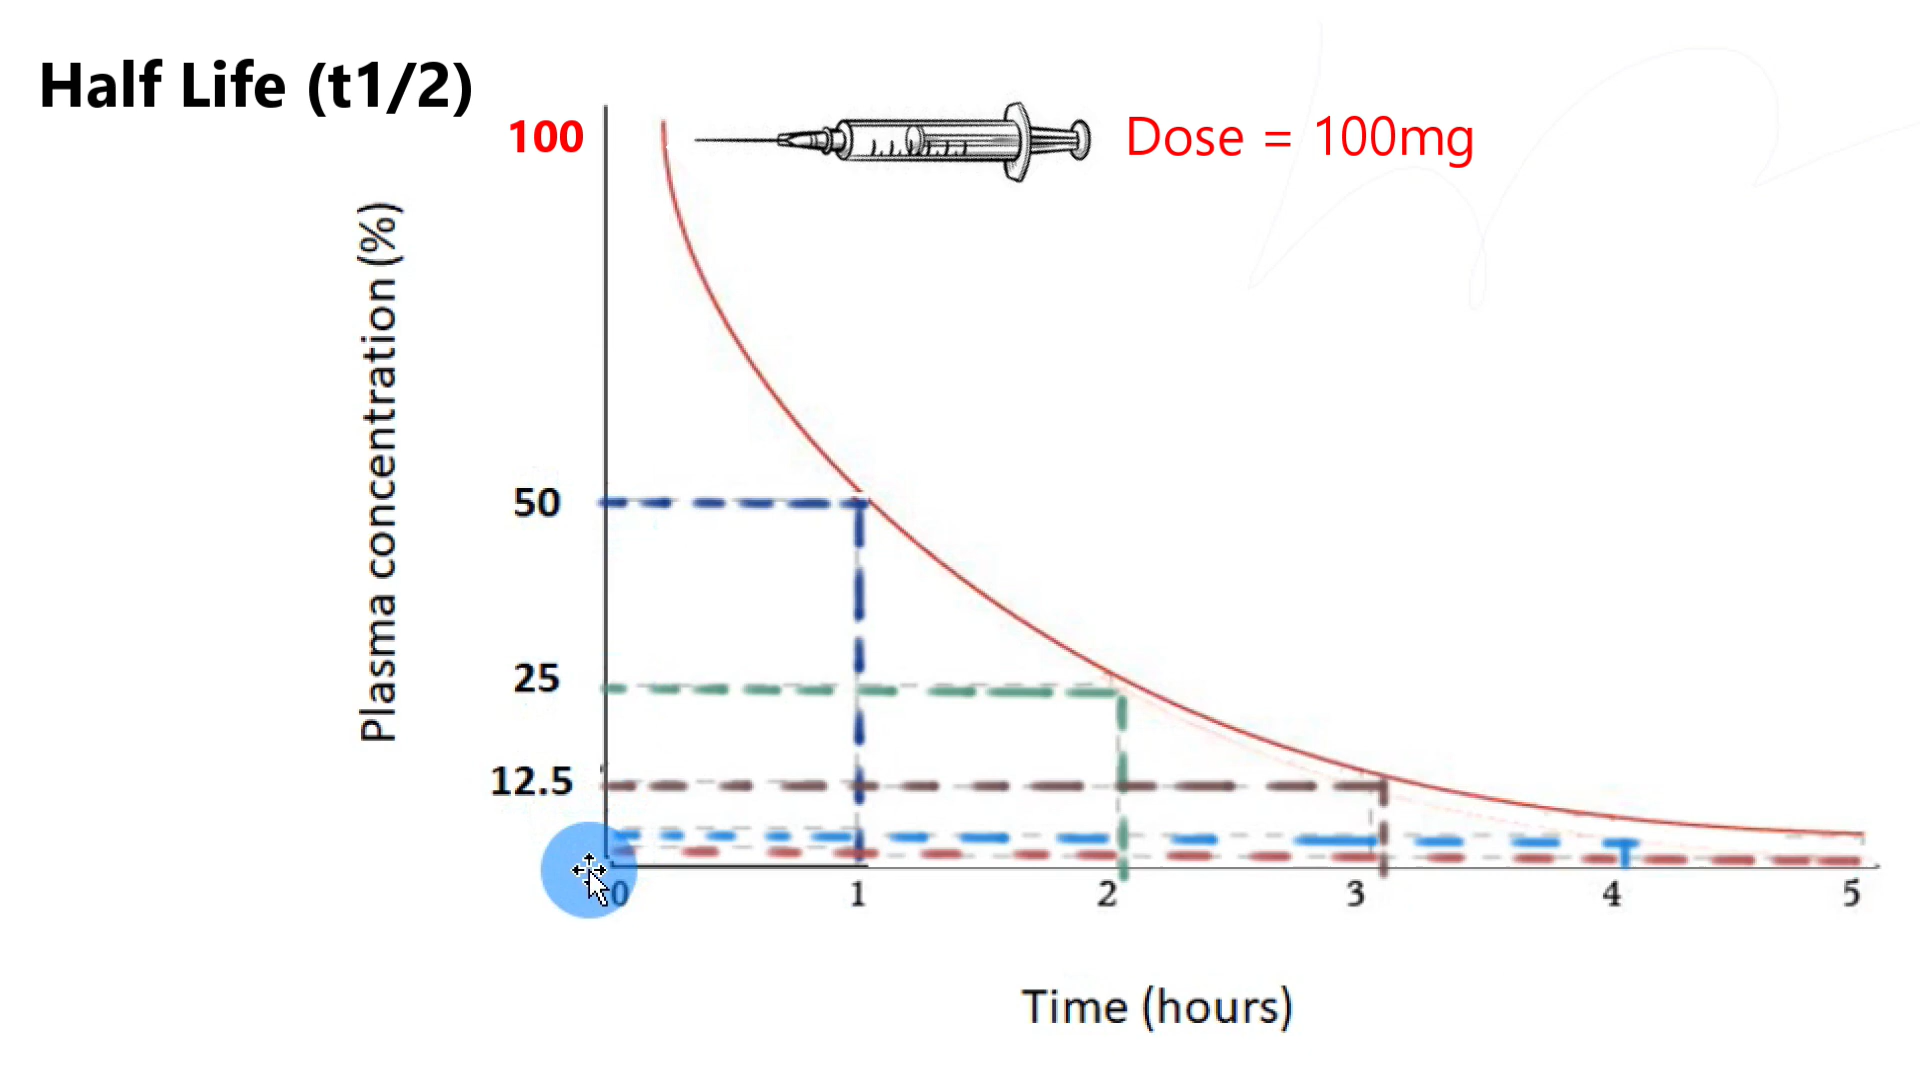 Half Life (t1/2)
100
Dose = 100mg
Plasma concentration (%)
50
25
12.5
0 1 2 3 4 5
Time (hours)